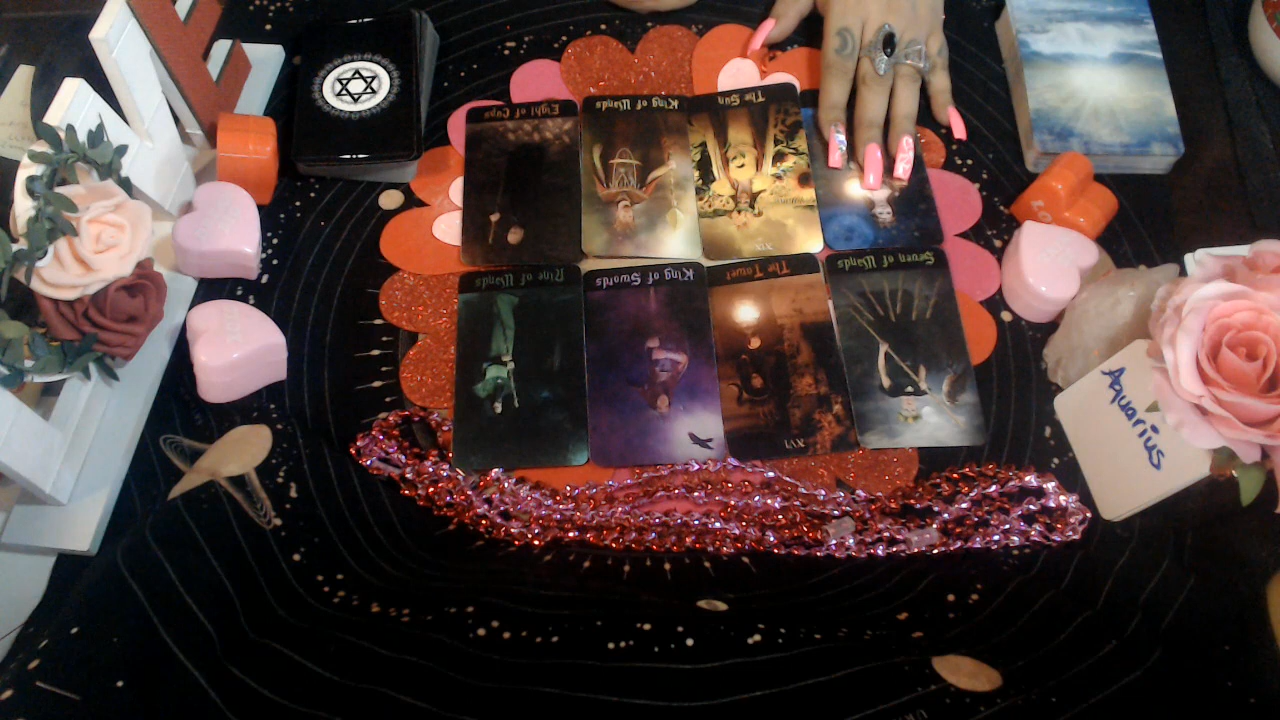 Eight of Cups
King of Wands
The Sun
XIX
Nine of Wands
King of Swords
The Tower
XVI
Seven of Wands
Aquarius